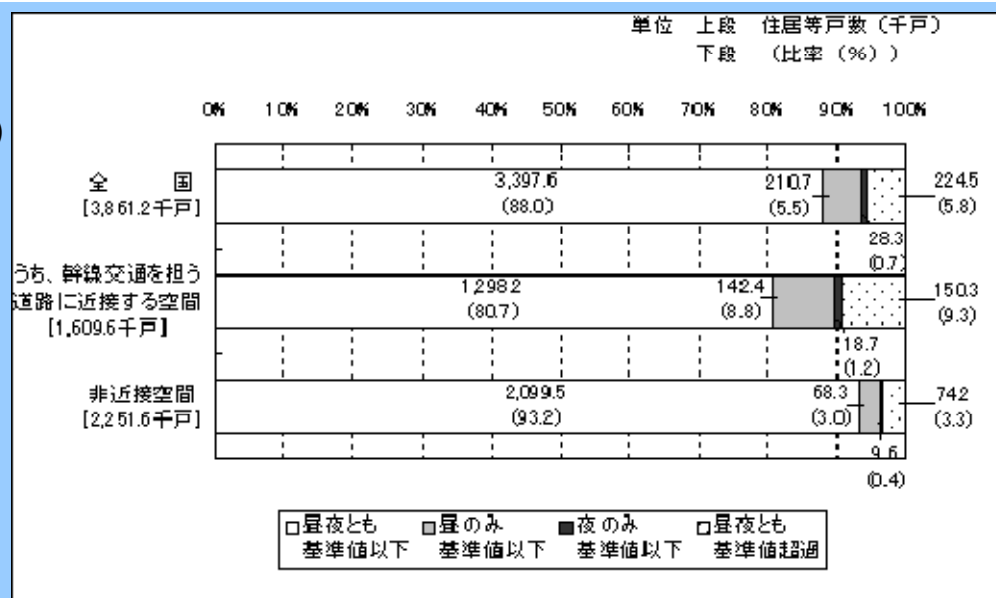 単位 上段 住居等戸数(千戸)
下段 (比率(%))
0% 10% 20% 30% 40% 50% 60% 70% 80% 90% 100%
全国
[3,861.2千戸]
3,397.6
(88.0)
210.7
(5.5)
224.5
(5.8)
28.3
(0.7)
うち、幹線交通を担う
道路に近接する空間
[1,609.6千戸]
1,298.2
(80.7)
142.4
(8.8)
150.3
(9.3)
18.7
(1.2)
非近接空間
[2,251.6千戸]
2,099.5
(93.2)
68.3
(3.0)
74.2
(3.3)
9.6
(0.4)
昼夜とも
基準値以下
昼のみ
基準値以下
夜のみ
基準値以下
昼夜とも
基準値超過